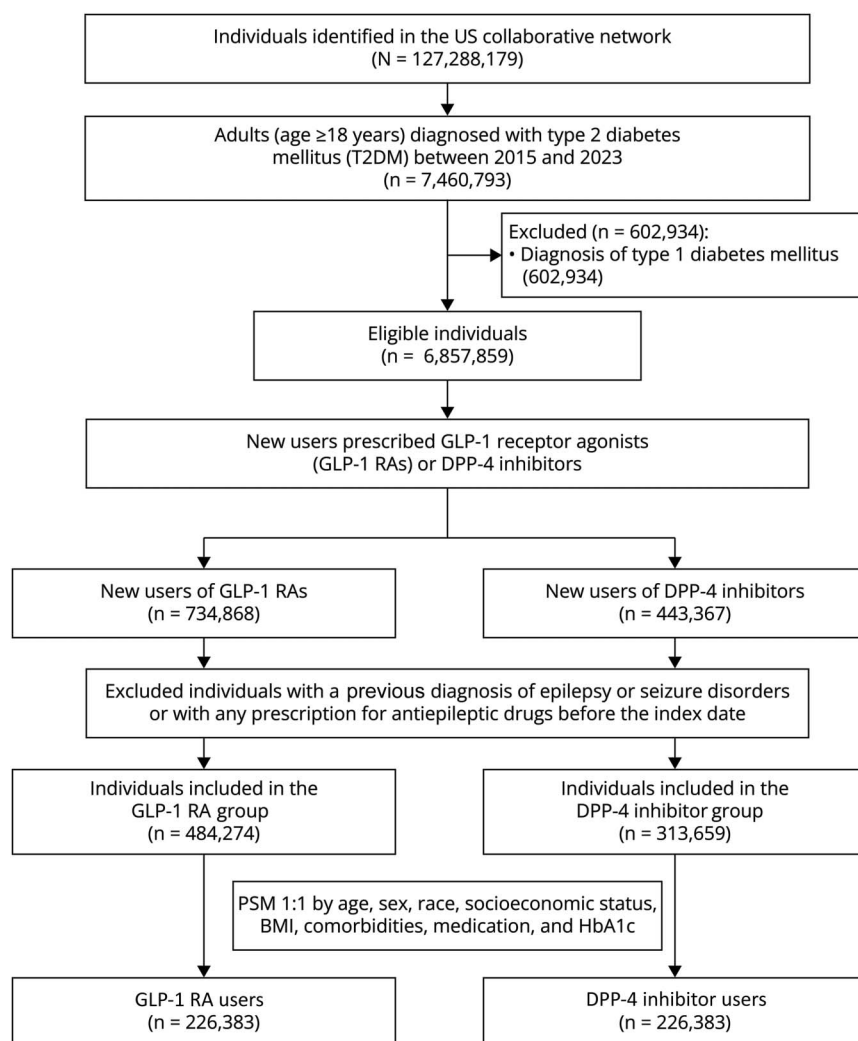 Individuals identified in the US collaborative network
(N = 127,288,179)
Adults (age ≥18 years) diagnosed with type 2 diabetes
mellitus (T2DM) between 2015 and 2023
(n = 7,460,793)
Excluded (n = 602,934):
• Diagnosis of type 1 diabetes mellitus
(602,934)
Eligible individuals
(n = 6,857,859)
New users prescribed GLP-1 receptor agonists
(GLP-1 RAs) or DPP-4 inhibitors
New users of GLP-1 RAs
(n = 734,868)
New users of DPP-4 inhibitors
(n = 443,367)
Excluded individuals with a previous diagnosis of epilepsy or seizure disorders
or with any prescription for antiepileptic drugs before the index date
Individuals included in the
GLP-1 RA group
(n = 484,274)
Individuals included in the
DPP-4 inhibitor group
(n = 313,659)
PSM 1:1 by age, sex, race, socioeconomic status,
BMI, comorbidities, medication, and HbA1c
GLP-1 RA users
(n = 226,383)
DPP-4 inhibitor users
(n = 226,383)